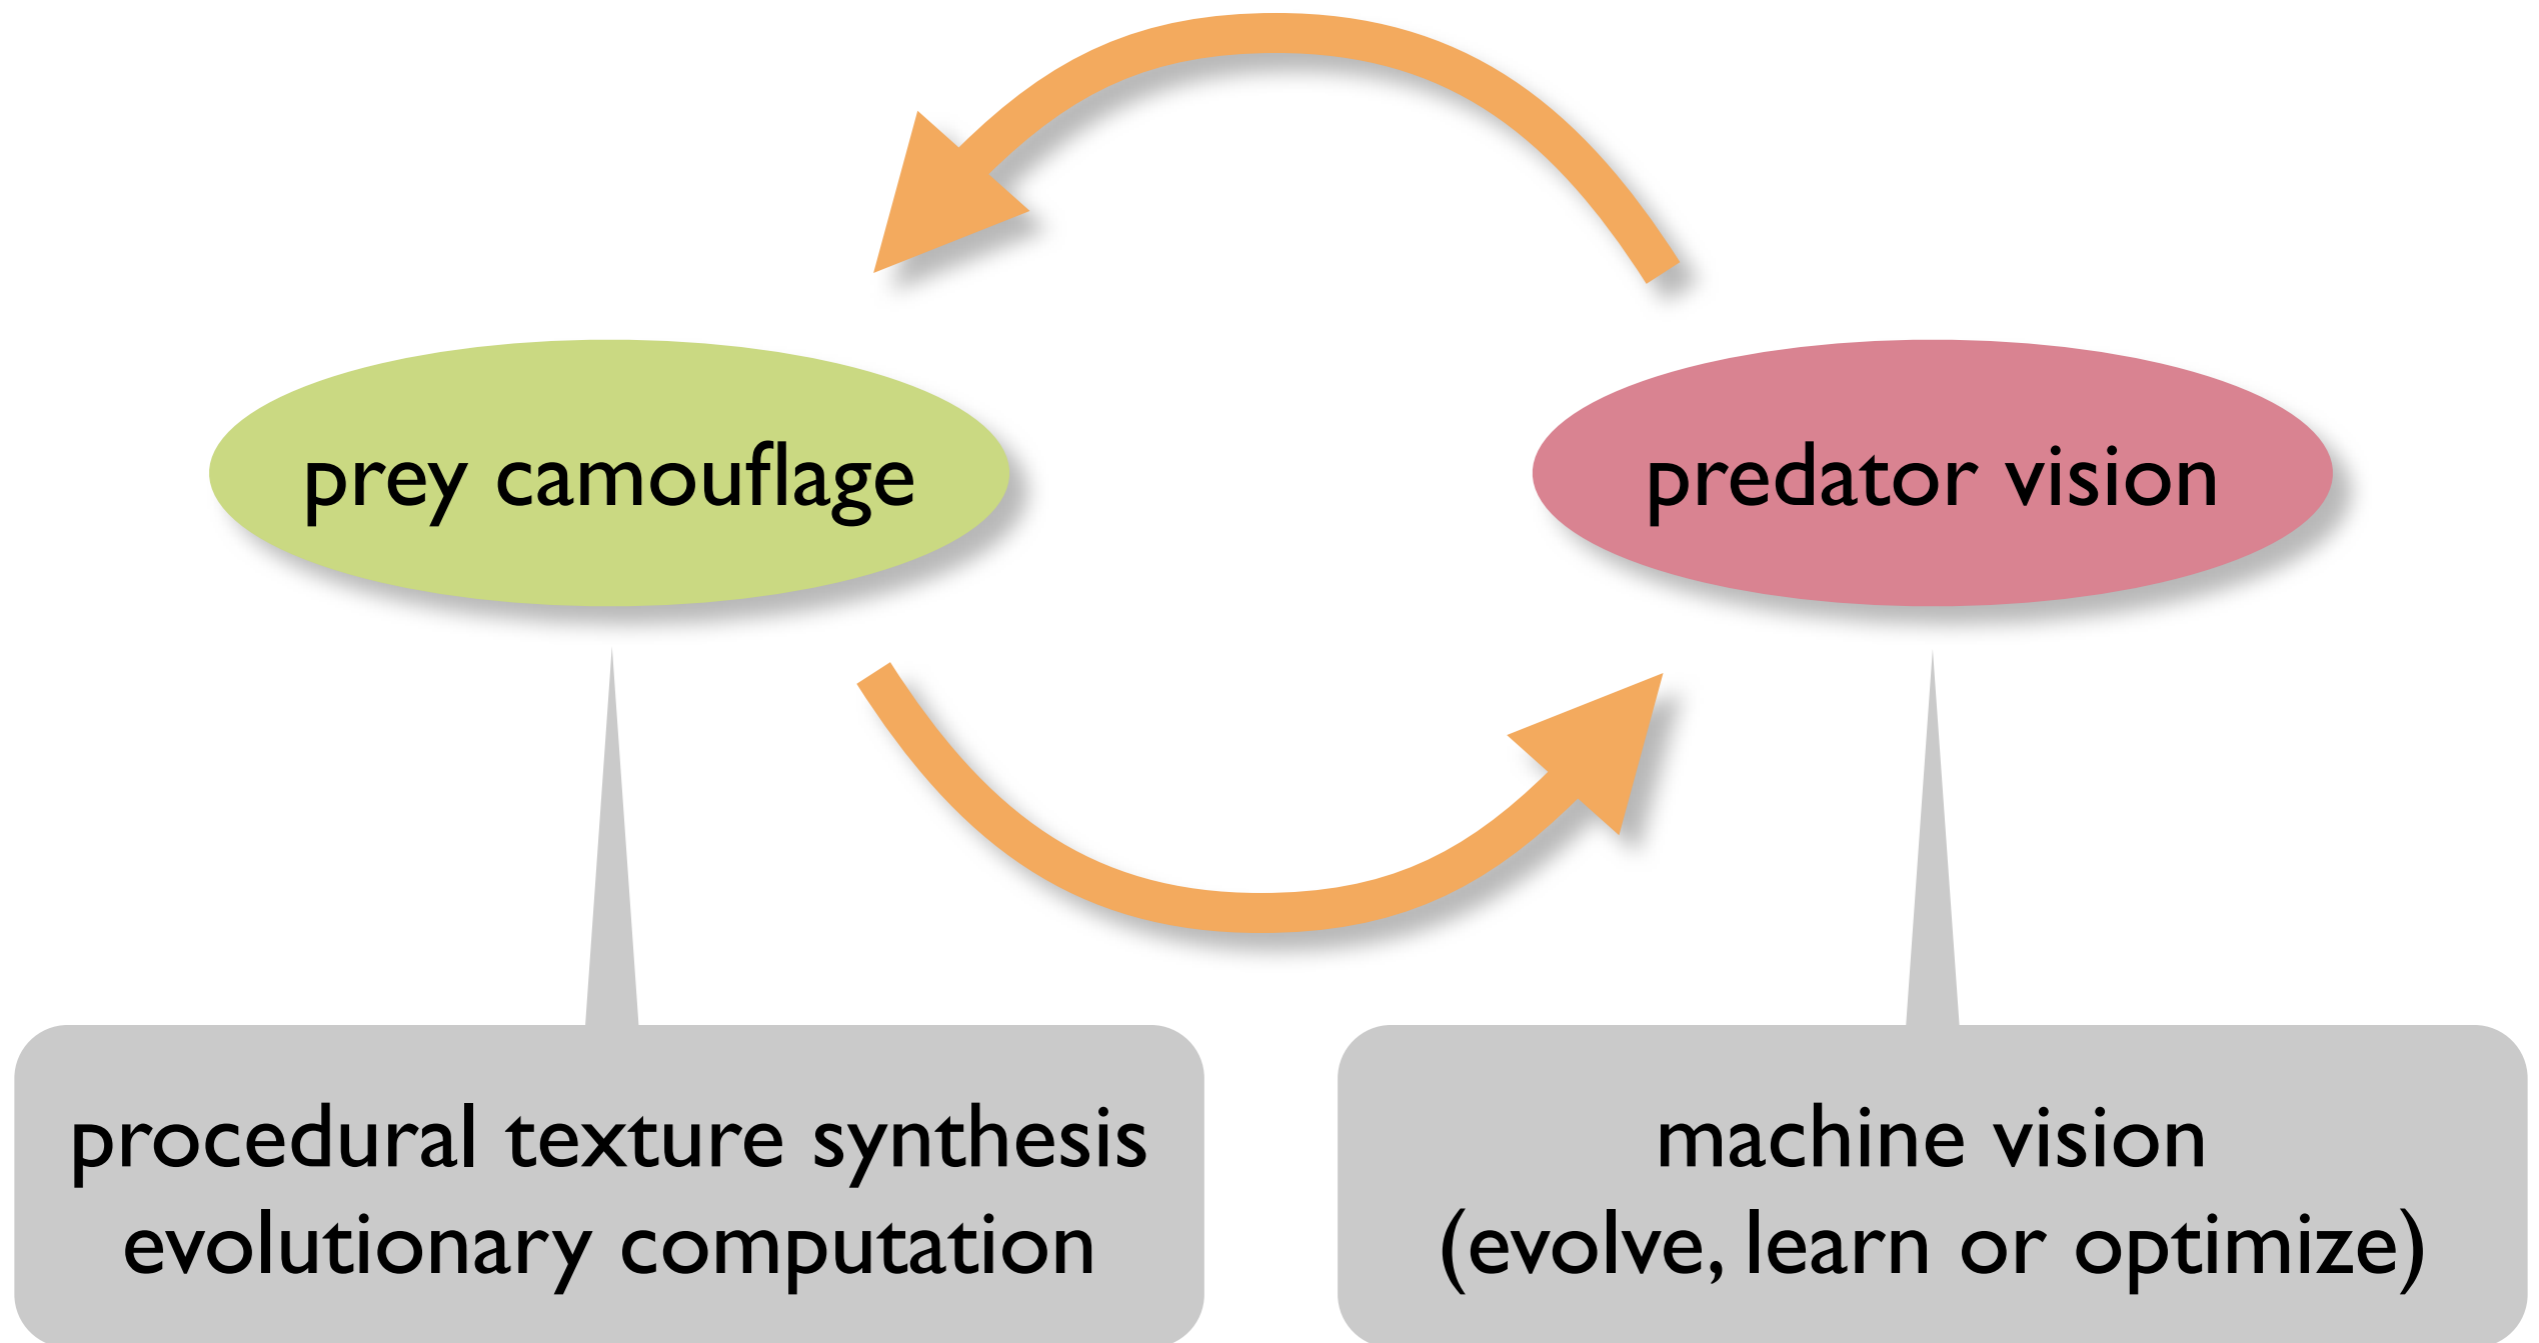 prey camouflage
predator vision
procedural texture synthesis
evolutionary computation
machine vision
(evolve, learn or optimize)